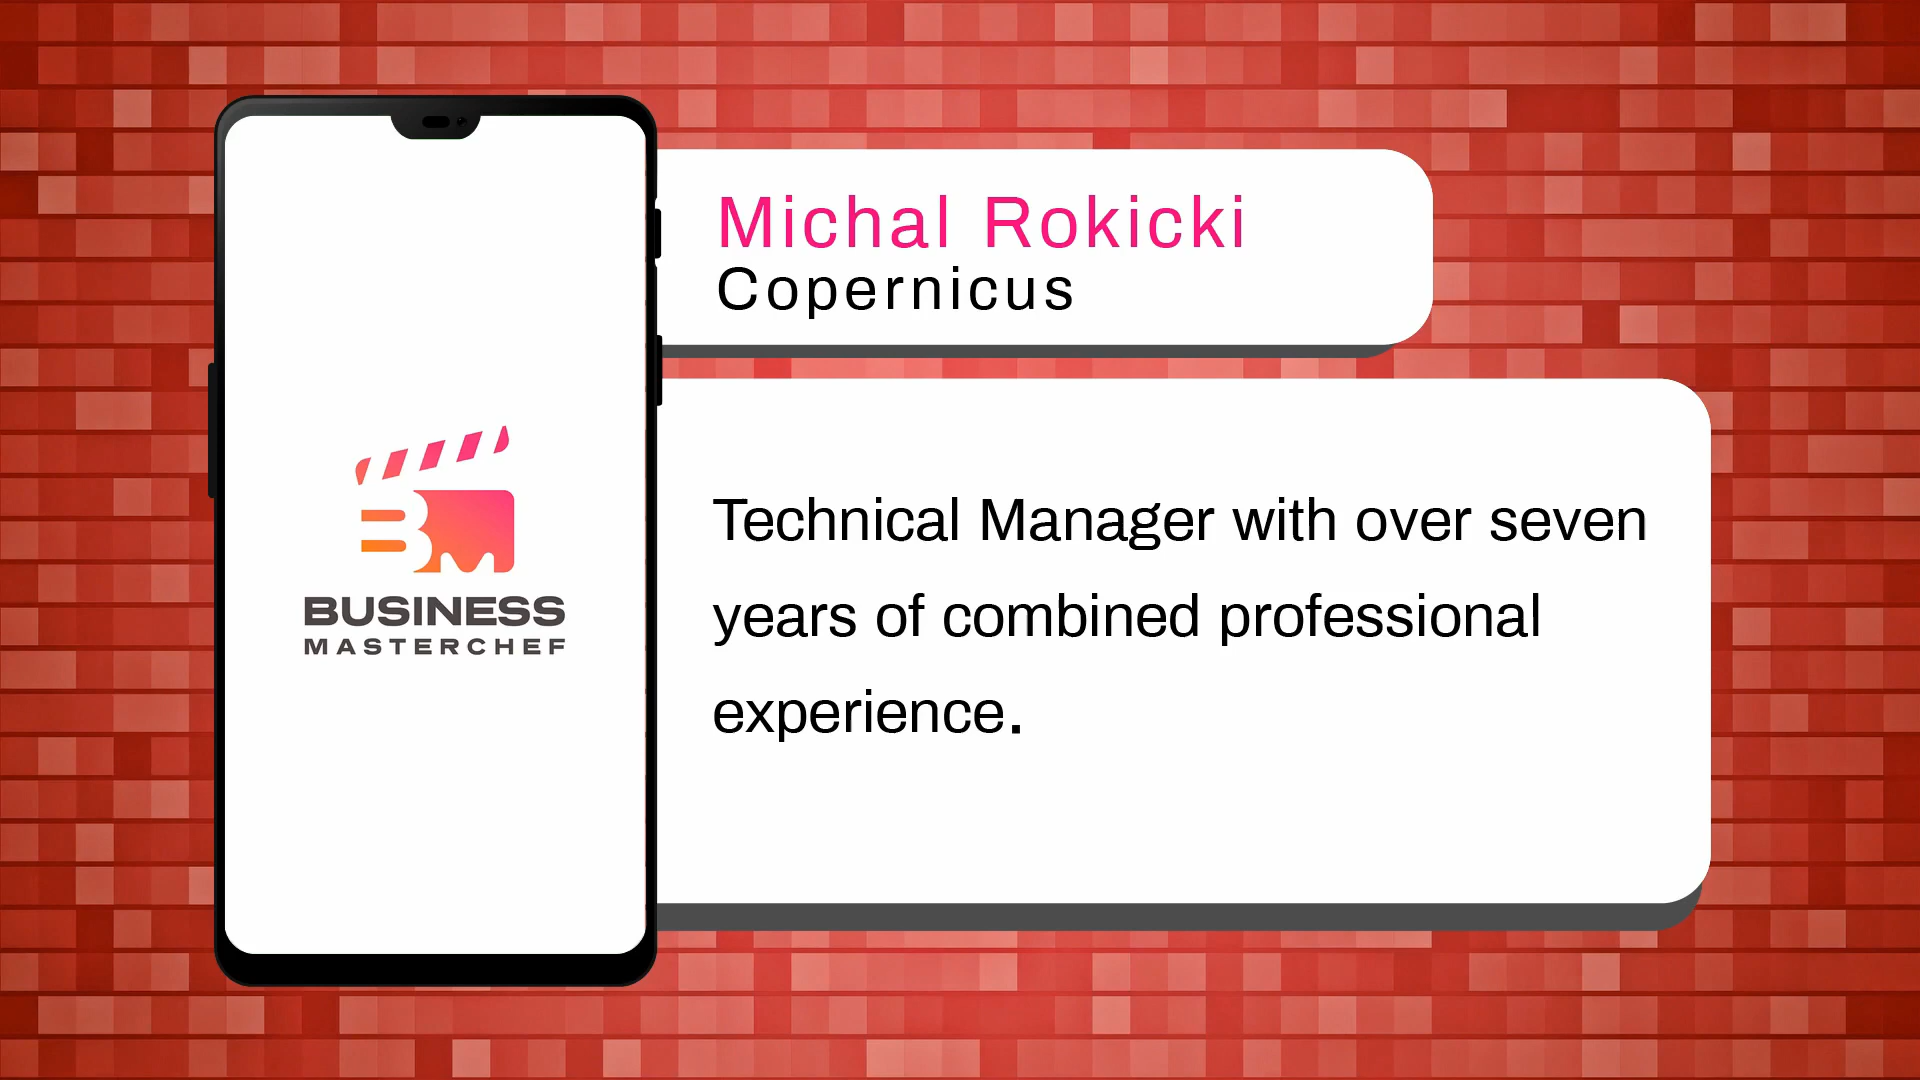 Michal Rokicki
Copernicus
BUSINESS
MASTERCHEF
Technical Manager with over seven
years of combined professional
experience.